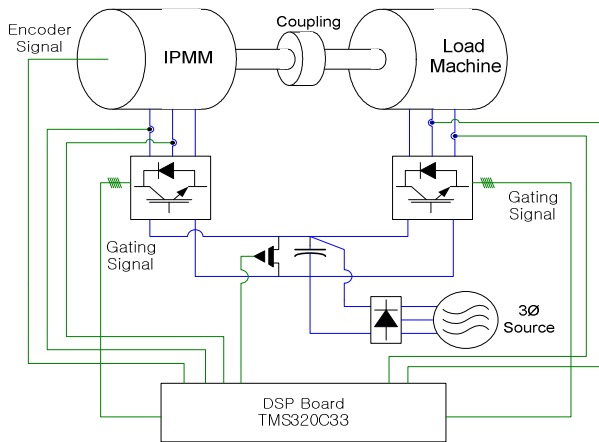 Encoder
Signal
IPMM
Coupling
Load
Machine
Gating
Signal
Gating
Signal
3Ø
Source
DSP Board
TMS320C33